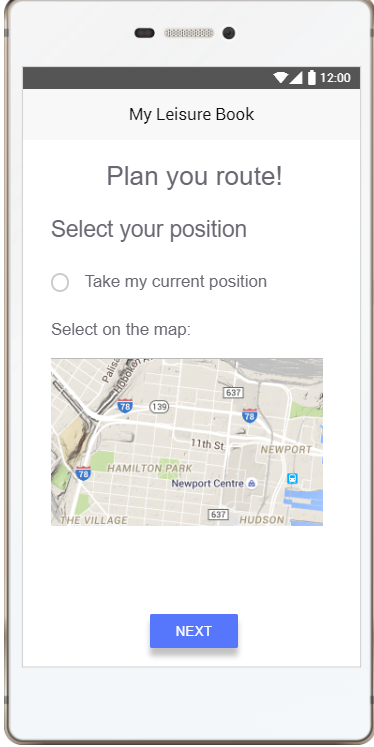 12:00
My Leisure Book
Plan you route!
Select your position
Take my current position
Select on the map:
Hoboken
78
139
637
78
11th St
NEWPORT
HAMILTON PARK
78
Newport Centre
637
THE VILLAGE
HUDSON
NEXT